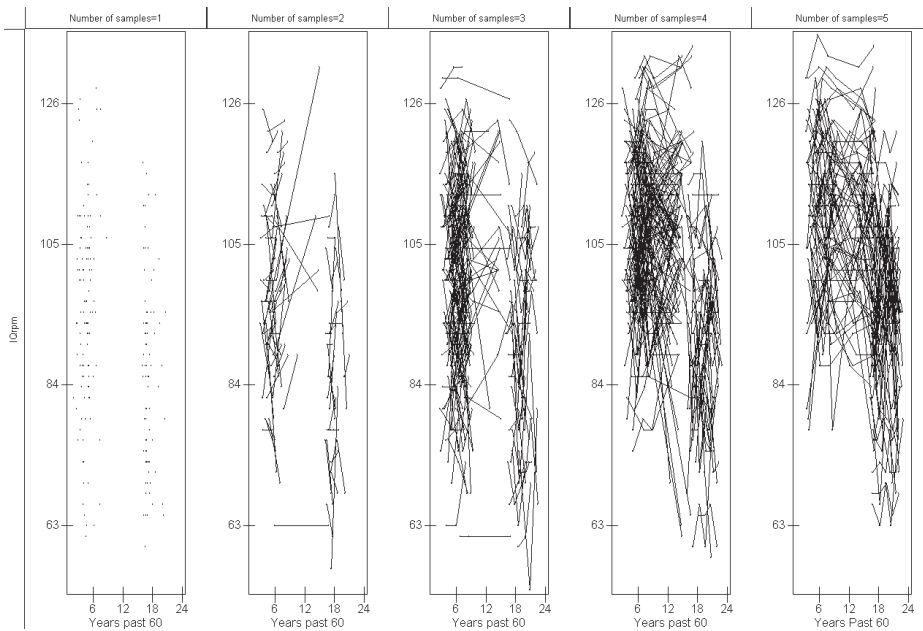 Number of samples=1 Number of samples=2 Number of samples=3 Number of samples=4 Number of samples=5
126 126 126 126 126
105 105 105 105 105
IQrpm
84 84 84 84 84
63 63 63 63 63
6 12 18 24 6 12 18 24 6 12 18 24 6 12 18 24 6 12 18 24
Years past 60 Years past 60 Years past 60 Years past 60 Years Past 60